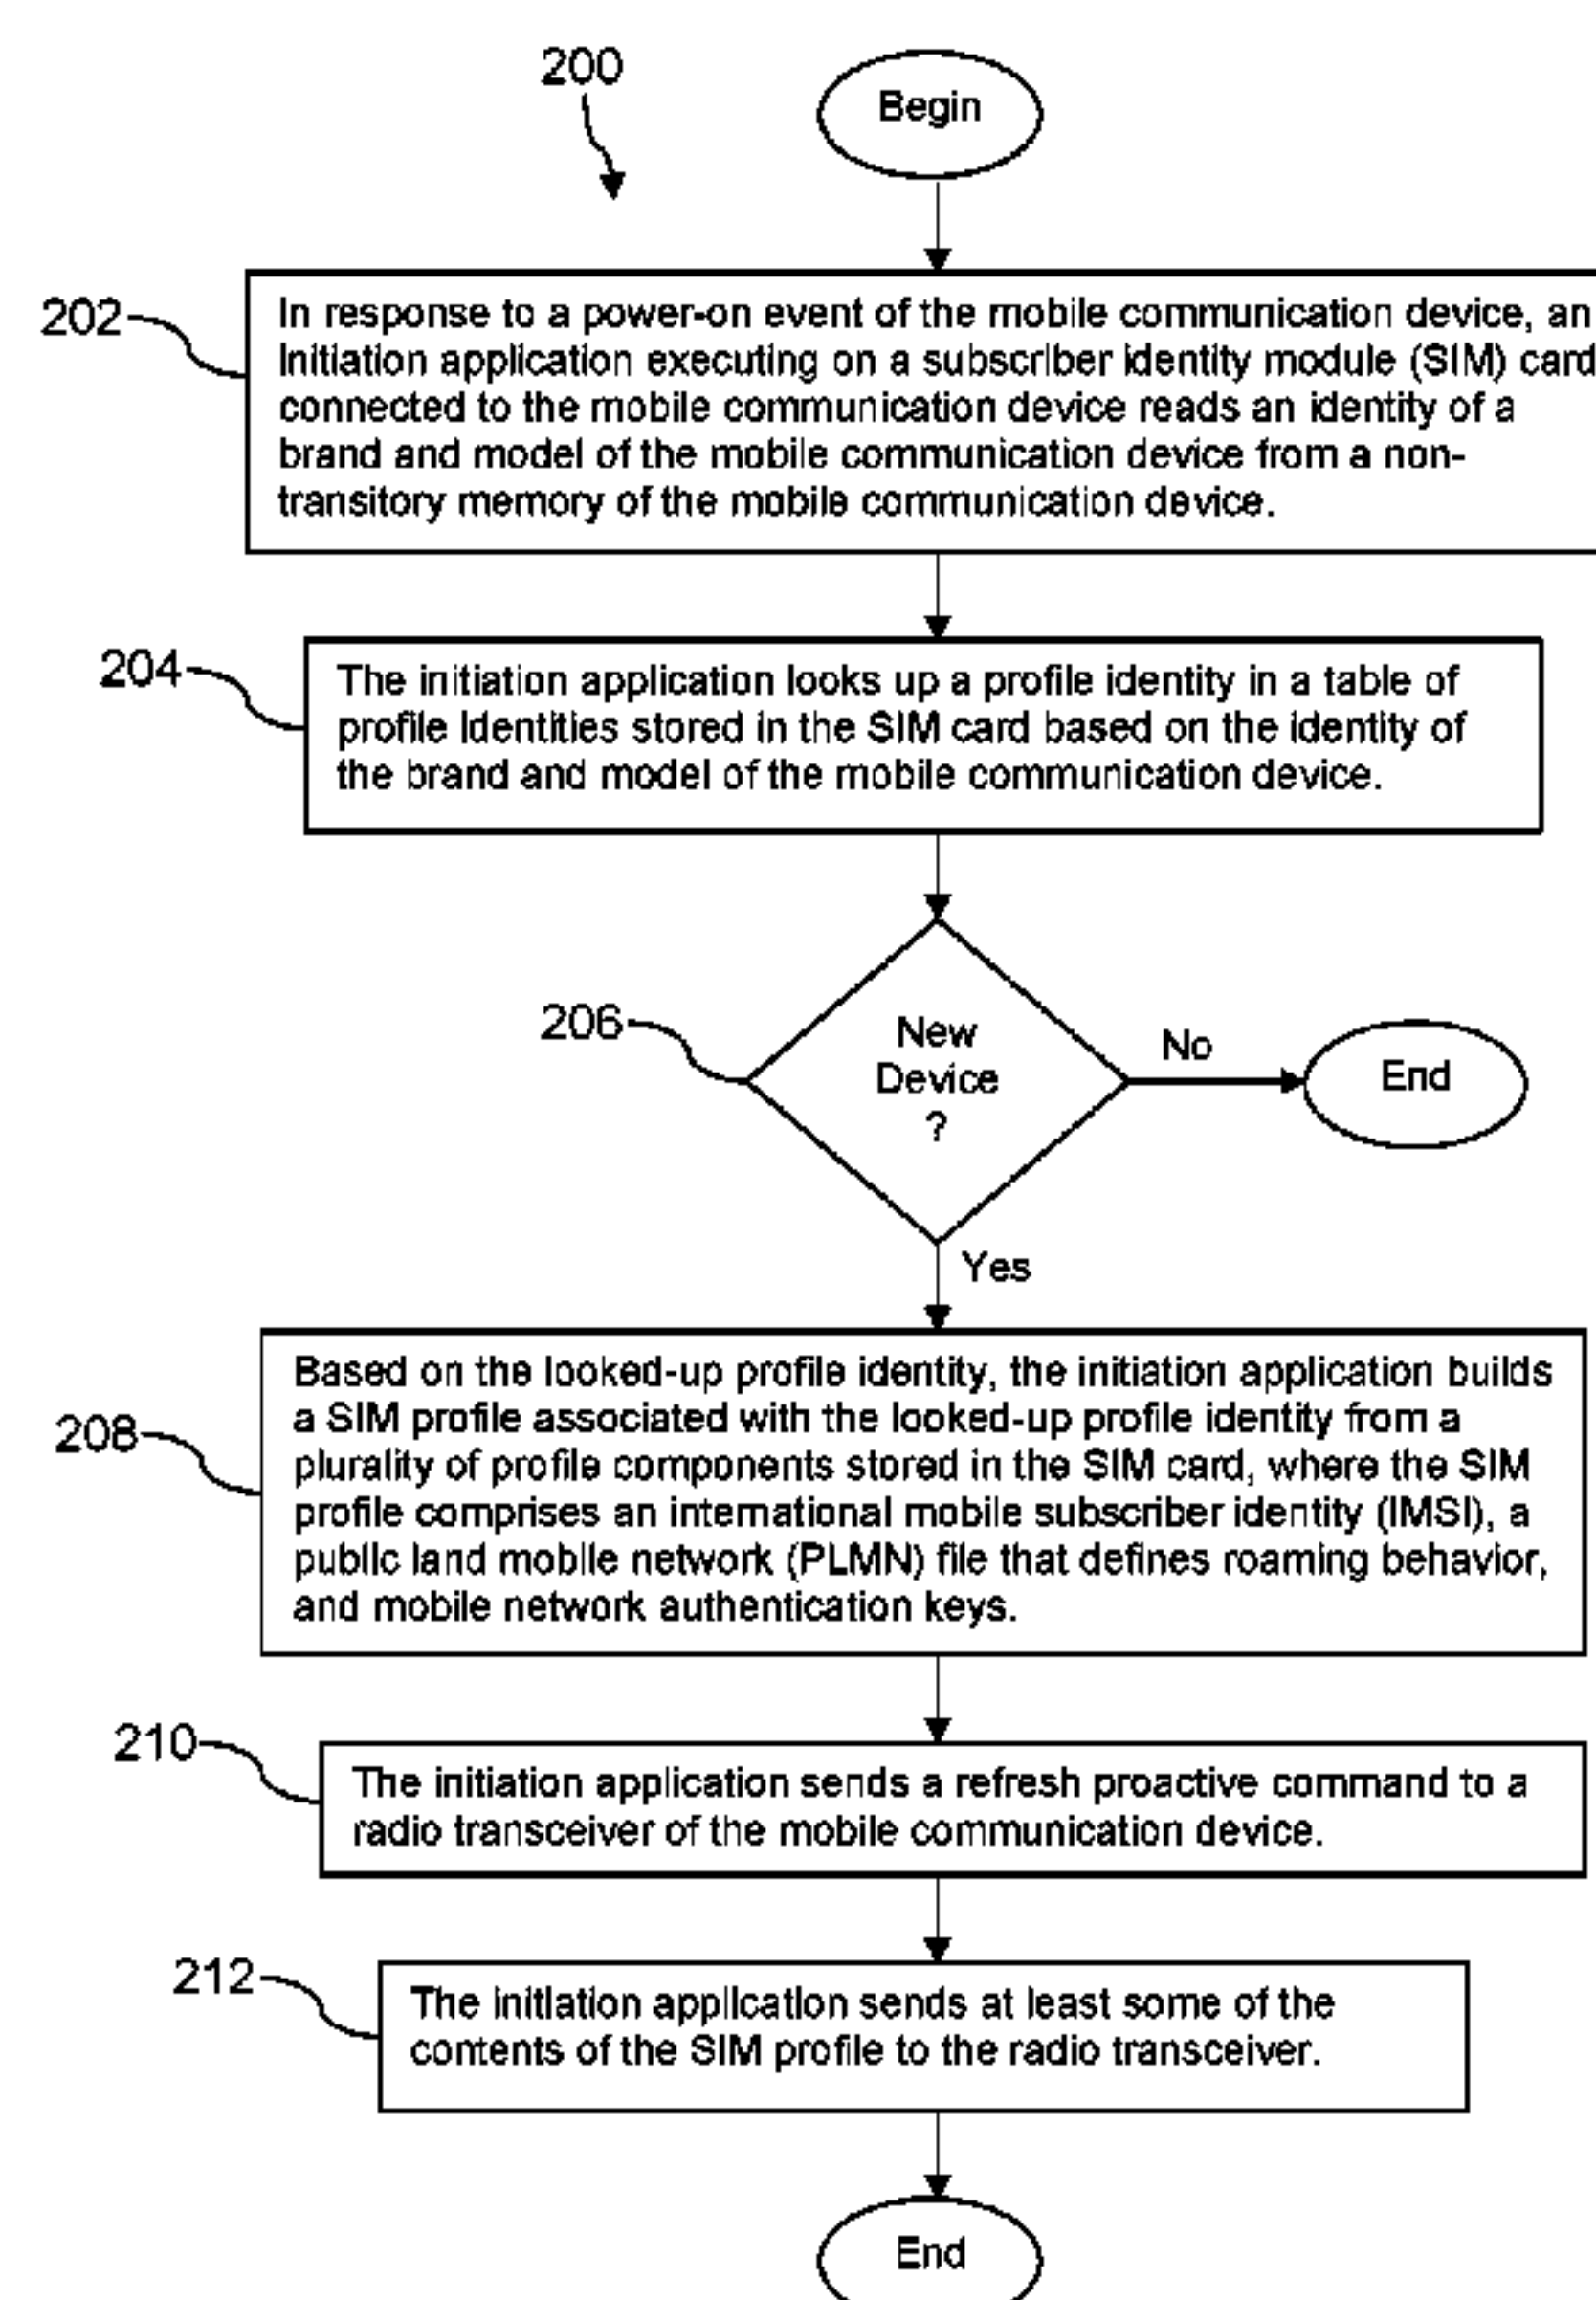 200
Begin
202
In response to a power-on event of the mobile communication device, an
initiation application executing on a subscriber identity module (SIM) card
connected to the mobile communication device reads an identity of a
brand and model of the mobile communication device from a non-
transitory memory of the mobile communication device.
204
The initiation application looks up a profile identity in a table of
profile identities stored in the SIM card based on the identity of
the brand and model of the mobile communication device.
206
New
Device
?
No
End
Yes
208
Based on the looked-up profile identity, the initiation application builds
a SIM profile associated with the looked-up profile identity from a
plurality of profile components stored in the SIM card, where the SIM
profile comprises an international mobile subscriber identity (IMSI), a
public land mobile network (PLMN) file that defines roaming behavior,
and mobile network authentication keys.
210
The initiation application sends a refresh proactive command to a
radio transceiver of the mobile communication device.
212
The initiation application sends at least some of the
contents of the SIM profile to the radio transceiver.
End